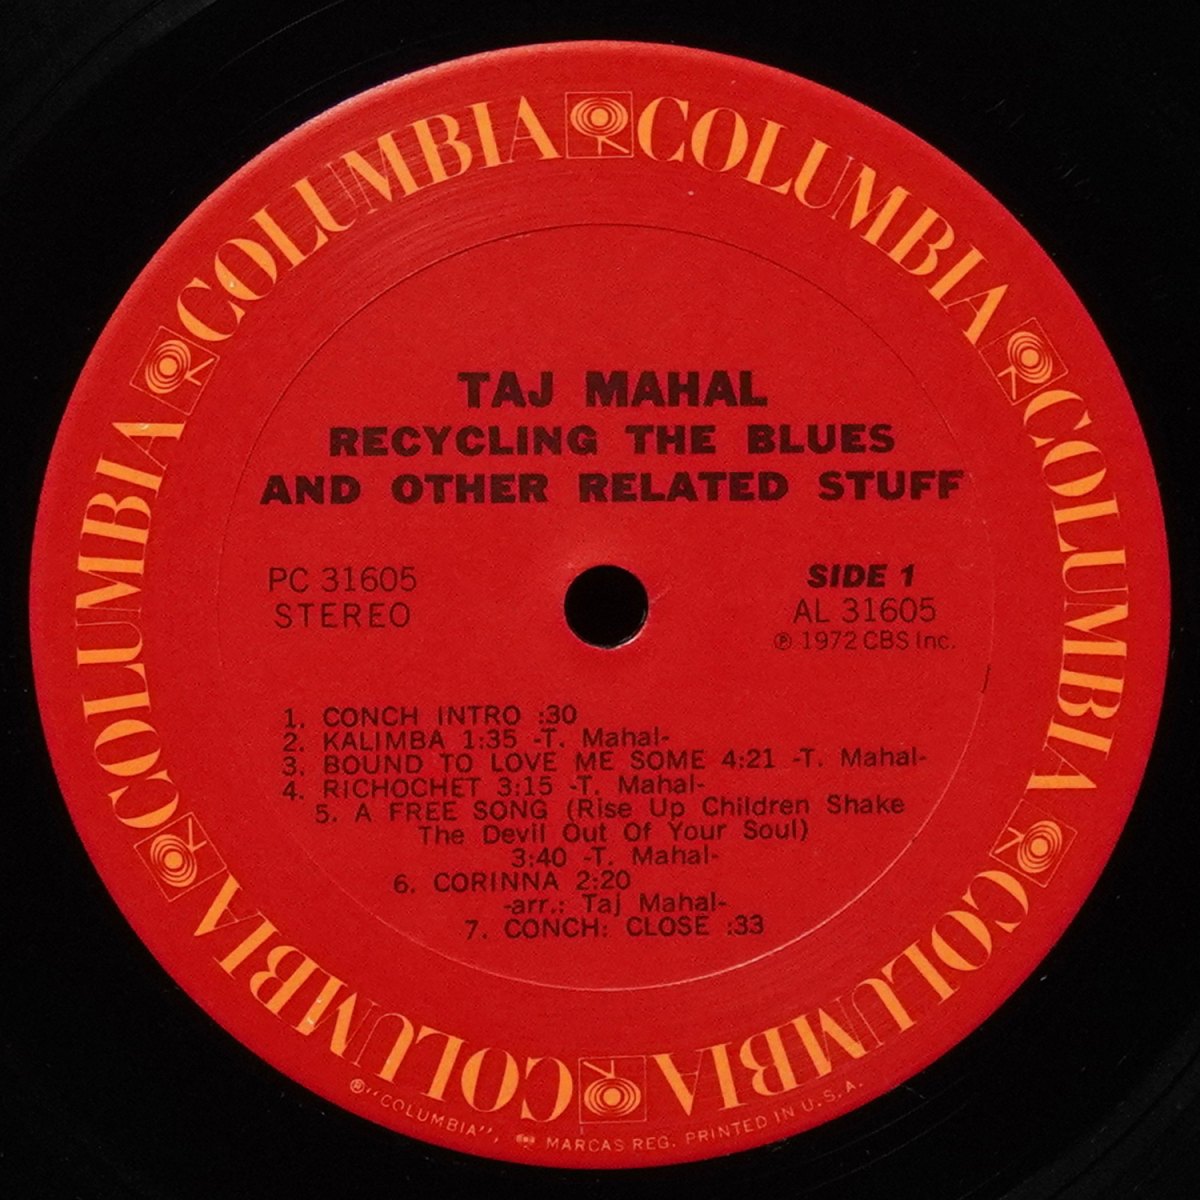 COLUMBIA COLUMBIA COLUMBIA COLUMBIA COLUMBIA COLUMBIA
TAJ MAHAL
RECYCLING THE BLUES
AND OTHER RELATED STUFF
PC 31605
STEREO
SIDE 1
AL 31605
℗ 1972 CBS Inc.
1. CONCH INTRO :30
2. KALIMBA 1:35 -T. Mahal-
3. BOUND TO LOVE ME SOME 4:21 -T. Mahal-
4. RICHOCHET 3:15 -T. Mahal-
5. A FREE SONG (Rise Up Children Shake
The Devil Out Of Your Soul)
3:40 -T. Mahal-
6. CORINNA 2:20
-arr.: Taj Mahal-
7. CONCH: CLOSE :33
® "COLUMBIA", MARCAS REG. PRINTED IN U.S.A.